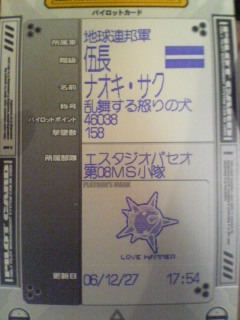 パイロットカード
所属軍 地球連邦軍
階級 伍長
名前 ナオキ・サク
称号 乱舞する怒りの犬
パイロットポイント 46038
撃墜数 158
所属部隊 エスタジオパセオ
第08MS小隊
PLATOON'S MARK
LOVE HAMMER
更新日 06/12/27 17:54